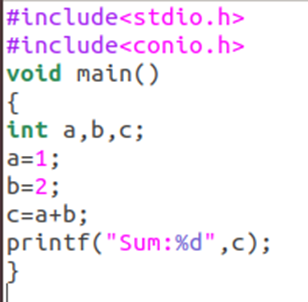 #include<stdio.h>
#include<conio.h>
void main()
{
int a,b,c;
a=1;
b=2;
c=a+b;
printf("Sum:%d",c);
}